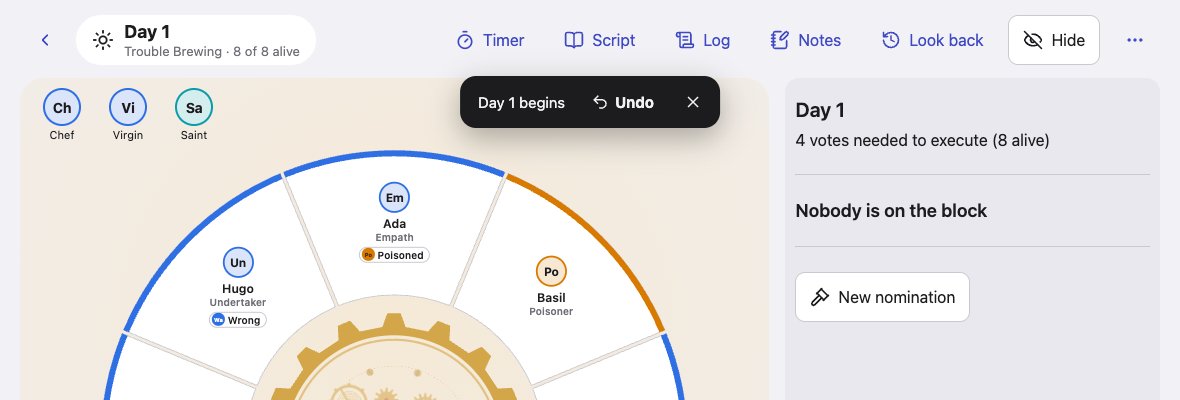 Day 1
Trouble Brewing · 8 of 8 alive
Timer
Script
Log
Notes
Look back
Hide
Day 1 begins
Undo
Ch
Vi
Sa
Chef
Virgin
Saint
Em
Ada
Empath
Po Poisoned
Un
Hugo
Undertaker
Wa Wrong
Po
Basil
Poisoner
Day 1
4 votes needed to execute (8 alive)
Nobody is on the block
New nomination